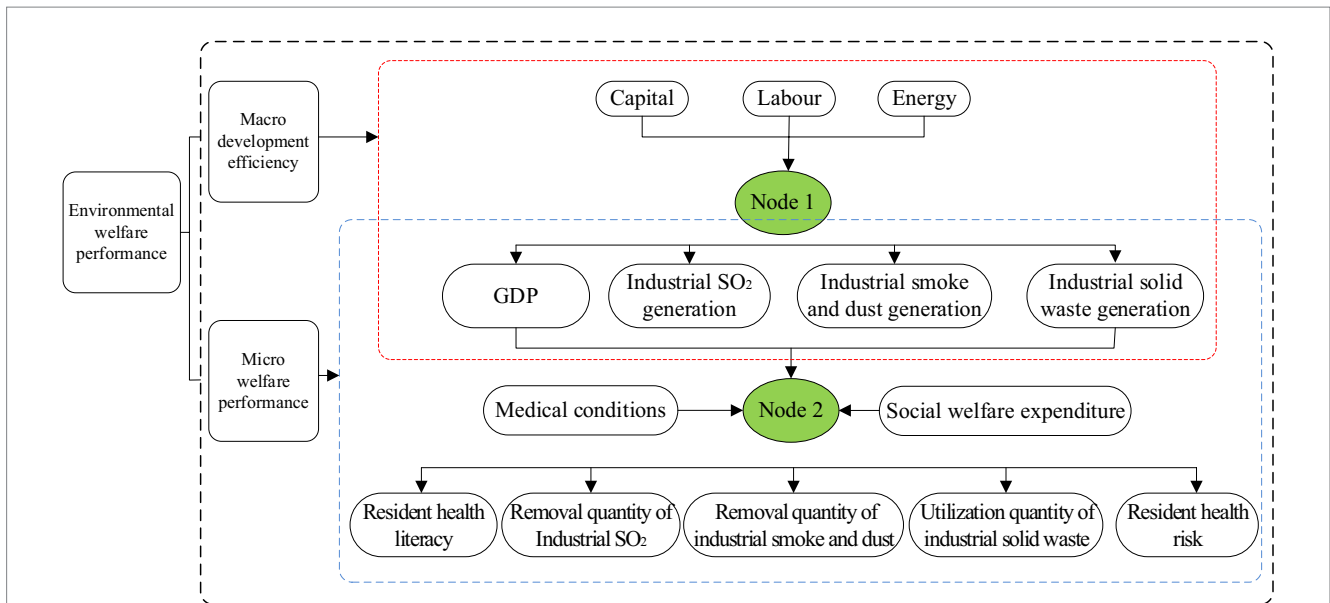 Capital
Labour
Energy
Macro
development
efficiency
Node 1
Environmental
welfare
performance
GDP
Industrial SO₂
generation
Industrial smoke
and dust generation
Industrial solid
waste generation
Micro
welfare
performance
Medical conditions
Node 2
Social welfare expenditure
Resident health
literacy
Removal quantity of
Industrial SO₂
Removal quantity of
industrial smoke and dust
Utilization quantity of
industrial solid waste
Resident health
risk